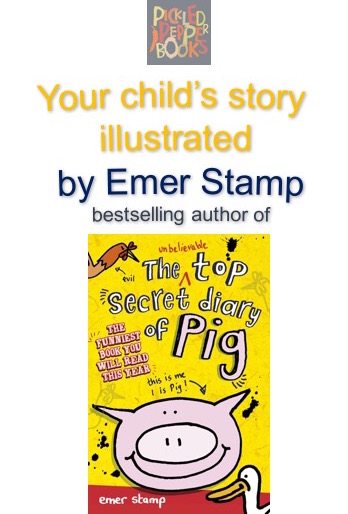 PICKLED
PEPPER
BOOKS
Your child's story
illustrated
by Emer Stamp
bestselling author of
unbelievable
The top
evil
secret diary
of Pig
THE
FUNNIEST
BOOK YOU
WILL READ
THIS YEAR
this is me
! is Pig!
emer stamp